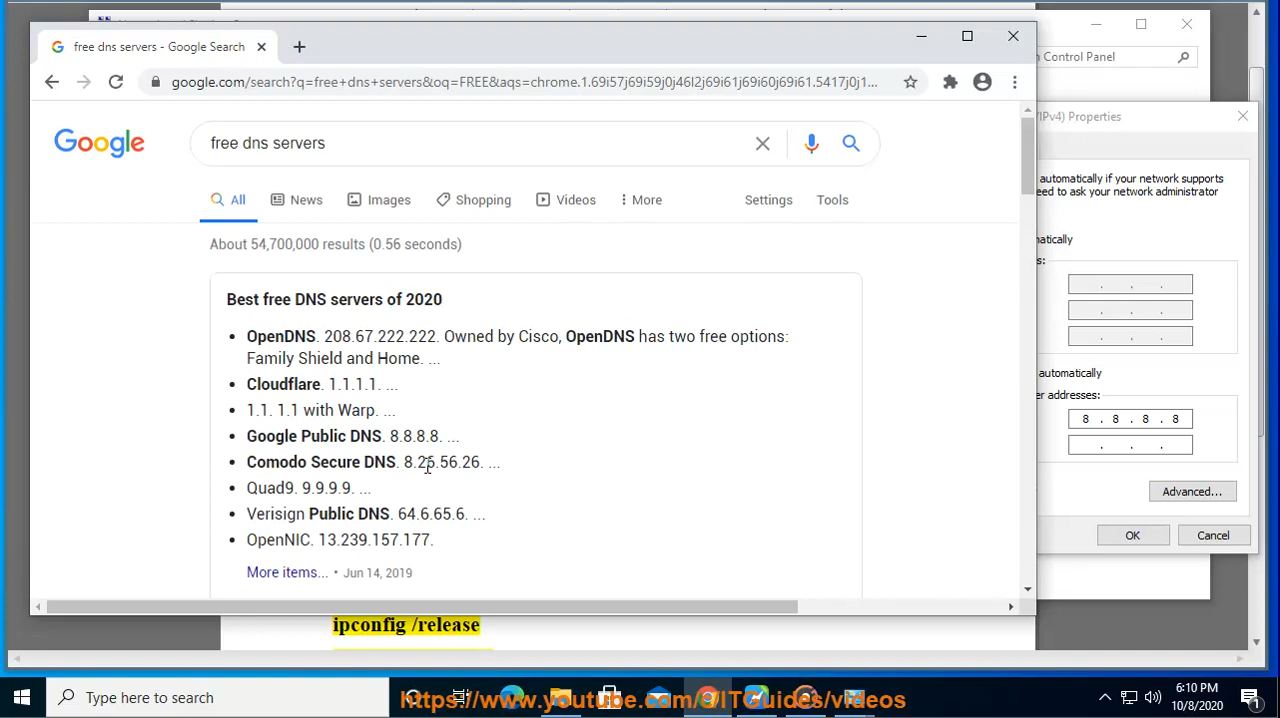 free dns servers - Google Search
n Control Panel
google.com/search?q=free+dns+servers&oq=FREE&aqs=chrome.1.69i57j69i59j0j46l2j69i61j69i60j69i61.5417j0j1...
/IPv4) Properties
Google
free dns servers
automatically if your network supports
eed to ask your network administrator
All News Images Shopping Videos More Settings Tools
atically
About 54,700,000 results (0.56 seconds)
s:
Best free DNS servers of 2020
• OpenDNS. 208.67.222.222. Owned by Cisco, OpenDNS has two free options:
Family Shield and Home. ...
automatically
• Cloudflare. 1.1.1.1. ...
er addresses:
• 1.1. 1.1 with Warp. ...
8 . 8 . 8 . 8
• Google Public DNS. 8.8.8.8. ...
• Comodo Secure DNS. 8.26.56.26. ...
• Quad9. 9.9.9.9. ...
Advanced...
• Verisign Public DNS. 64.6.65.6. ...
• OpenNIC. 13.239.157.177.
OK Cancel
More items... • Jun 14, 2019
ipconfig /release
Type here to search
https://www.youtube.com/c/ITGuides/videos
6:10 PM
10/8/2020
1